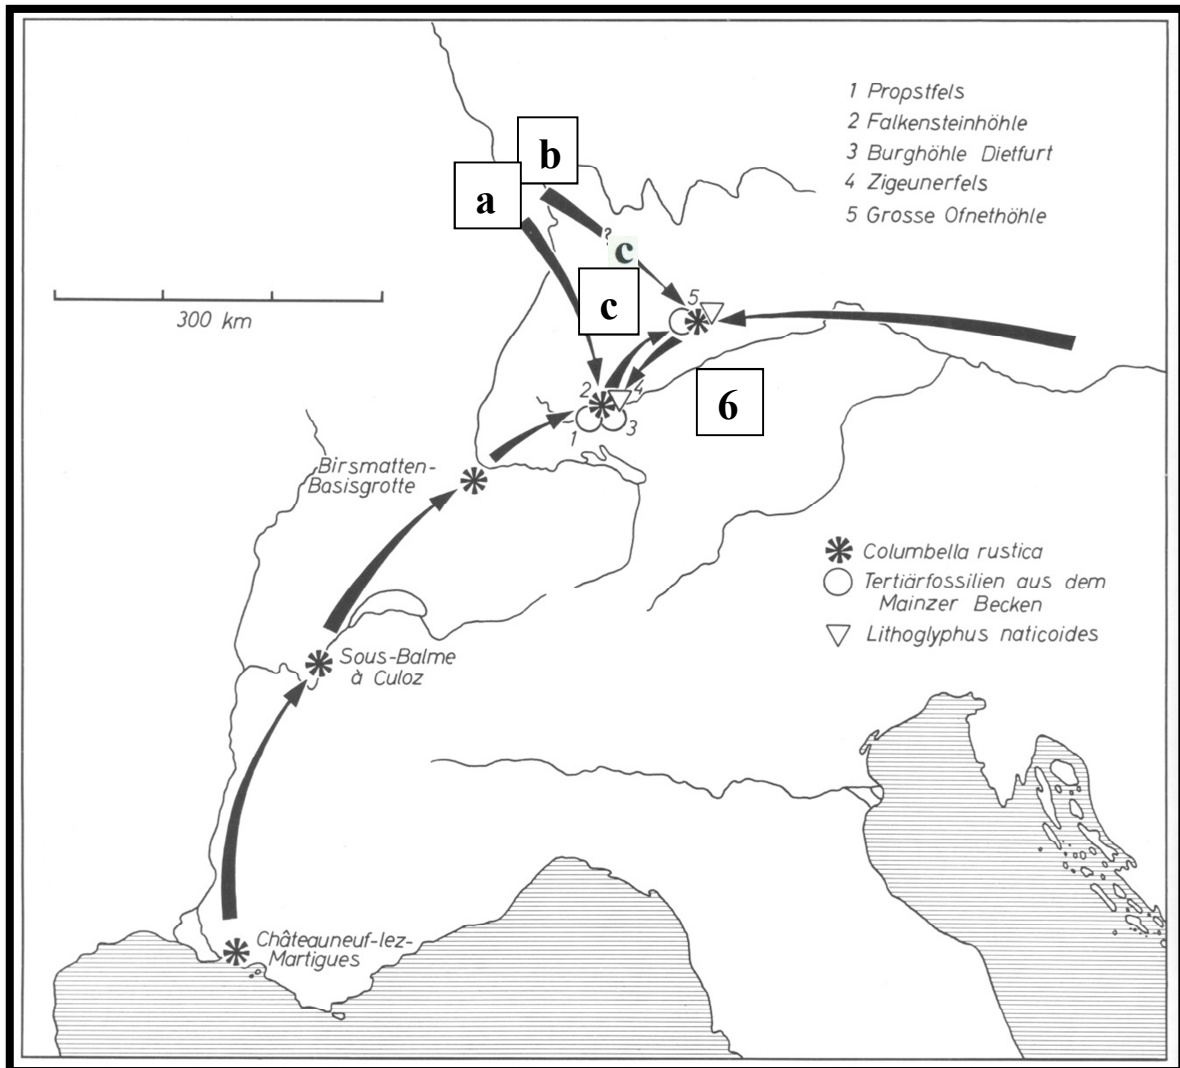 1 Propstfels
2 Falkensteinhöhle
3 Burghöhle Dietfurt
4 Zigeunerfels
5 Grosse Ofnethöhle
b
a
?
c
c
5
300 km
2
4
6
1
3
Birsmatten-
Basisgrotte
Columbella rustica
Tertiärfossilien aus dem
Mainzer Becken
Lithoglyphus naticoides
Sous-Balme
à Culoz
Châteauneuf-lez-
Martigues